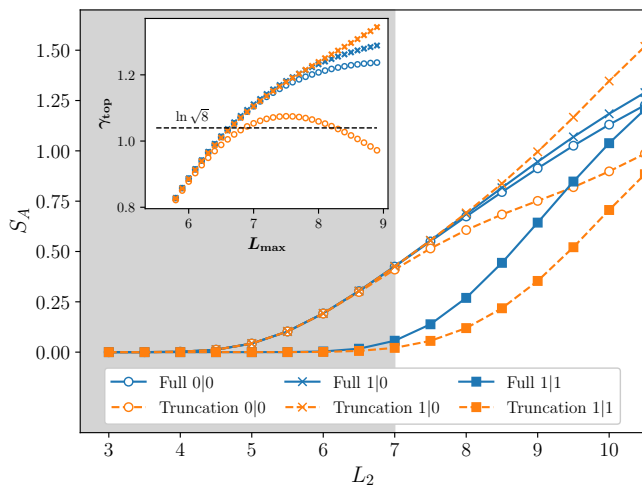 1.50
1.25
1.00
0.75
0.50
0.25
0.00
S_A
1.2
1.0
0.8
γ_top
ln √8
6 7 8 9
L_max
Full 0|0 Full 1|0 Full 1|1
Truncation 0|0 Truncation 1|0 Truncation 1|1
3 4 5 6 7 8 9 10
L_2